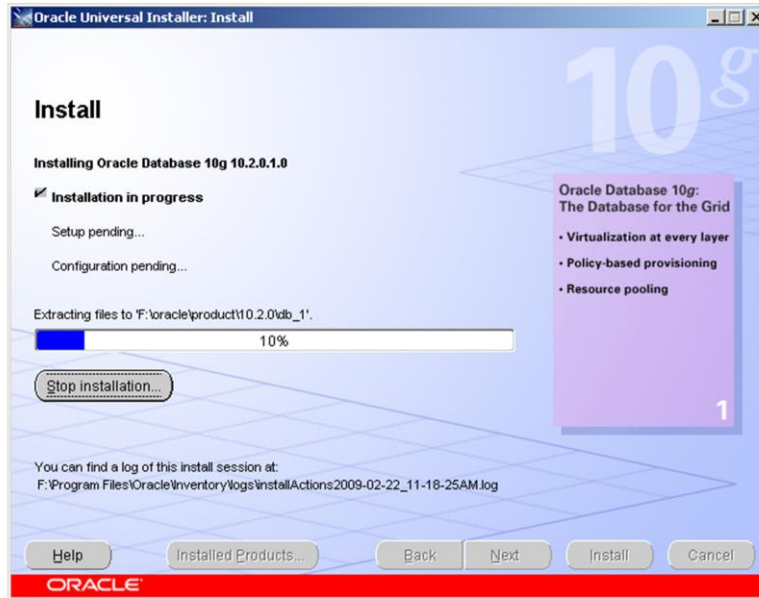 Oracle Universal Installer: Install
10g
Install
Installing Oracle Database 10g 10.2.0.1.0
Installation in progress
Setup pending...
Configuration pending...
Extracting files to 'F:\oracle\product\10.2.0\db_1'.
10%
Stop installation...
Oracle Database 10g:
The Database for the Grid
• Virtualization at every layer
• Policy-based provisioning
• Resource pooling
1
You can find a log of this install session at:
F:\Program Files\Oracle\Inventory\logs\installActions2009-02-22_11-18-25AM.log
Help
Installed Products...
Back
Next
Install
Cancel
ORACLE